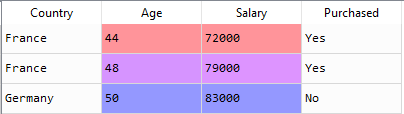 Country Age Salary Purchased
France 44 72000 Yes
France 48 79000 Yes
Germany 50 83000 No